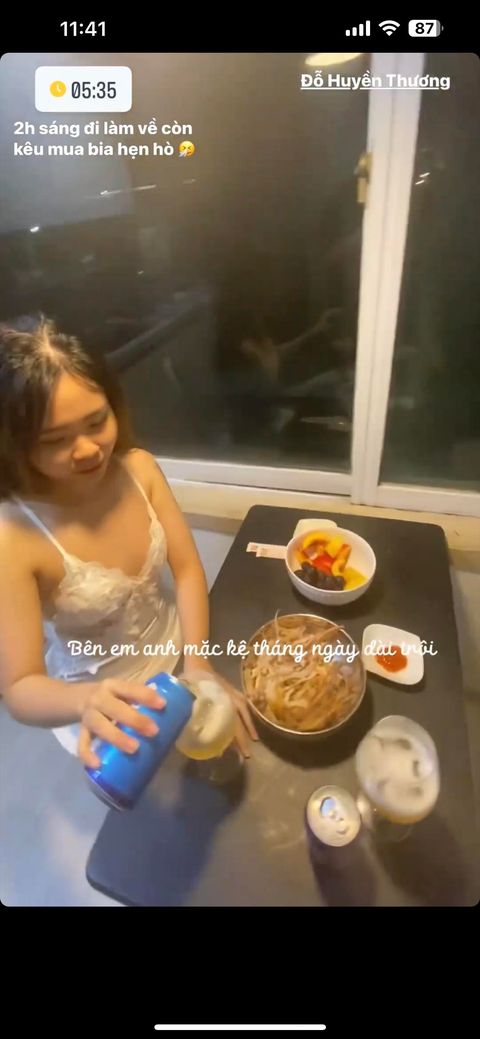 11:41
87
05:35
Đỗ Huyền Thương
2h sáng đi làm về còn
kêu mua bia hẹn hò 🤧
Bên em anh mặc kệ tháng ngày dài trôi